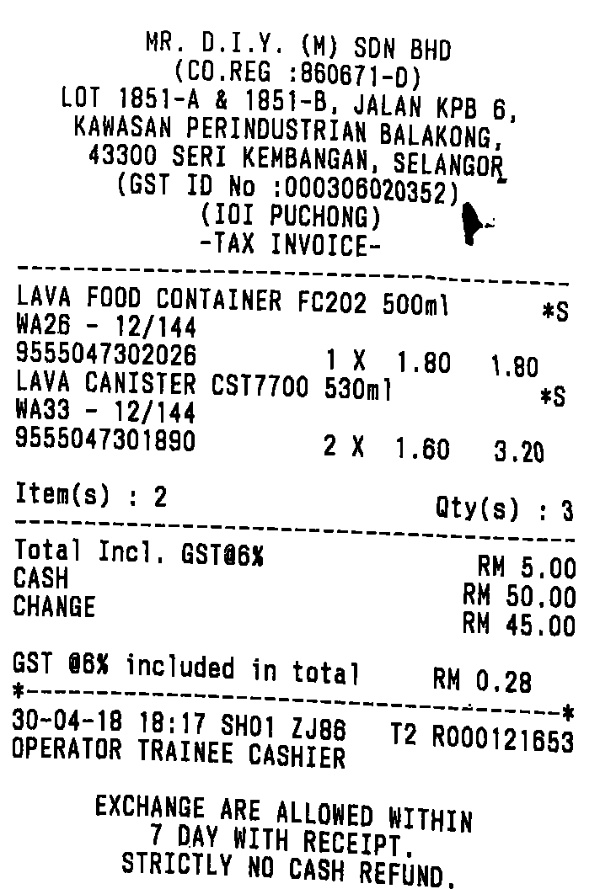 MR. D.I.Y. (M) SDN BHD
(CO.REG :860671-D)
LOT 1851-A & 1851-B, JALAN KPB 6,
KAWASAN PERINDUSTRIAN BALAKONG,
43300 SERI KEMBANGAN, SELANGOR
(GST ID No :000306020352)
(IOI PUCHONG)
-TAX INVOICE-
LAVA FOOD CONTAINER FC202 500ml *S
WA26 - 12/144
9555047302026 1 X 1.80 1.80
LAVA CANISTER CST7700 530ml *S
WA33 - 12/144
9555047301890 2 X 1.60 3.20
Item(s) : 2 Qty(s) : 3
Total Incl. GST@6% RM 5.00
CASH RM 50.00
CHANGE RM 45.00
GST @6% included in total RM 0.28
*--------------------------------------*
30-04-18 18:17 SH01 ZJ86 T2 R000121653
OPERATOR TRAINEE CASHIER
EXCHANGE ARE ALLOWED WITHIN
7 DAY WITH RECEIPT.
STRICTLY NO CASH REFUND.